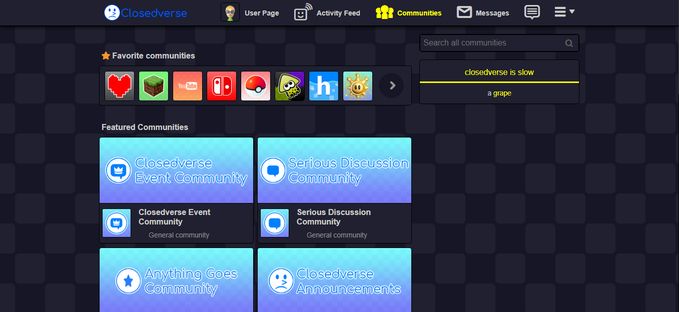 Closedverse
User Page
Activity Feed
Communities
Messages
Favorite communities
Search all communities
YouTube
h
closedverse is slow
a grape
Featured Communities
Closedverse
Event Community
Serious Discussion
Community
Closedverse Event
Community
General community
Serious Discussion
Community
General community
Anything Goes
Community
Closedverse
Announcements